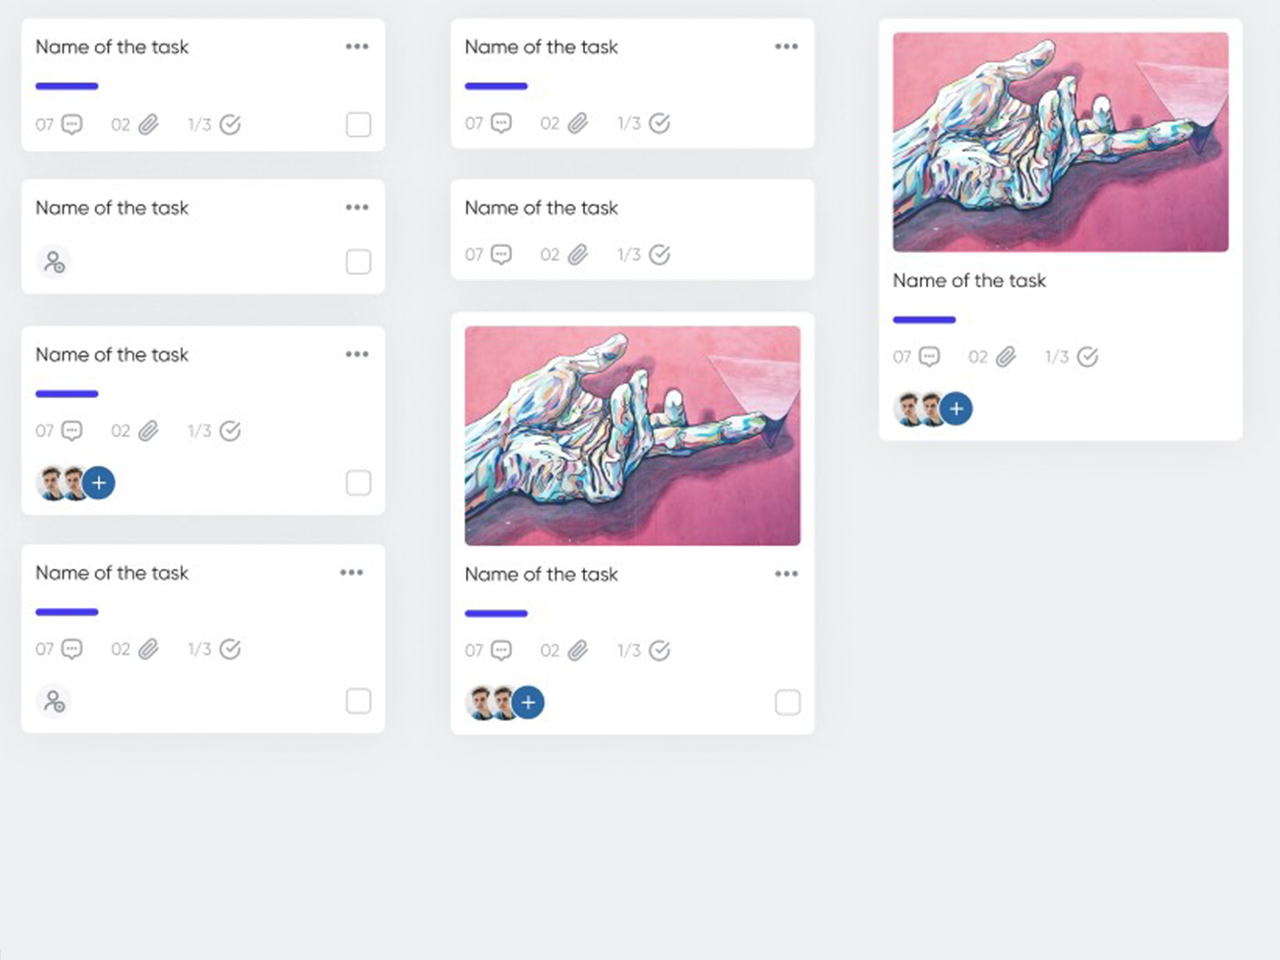 Name of the task
07 02 1/3
Name of the task
Name of the task
07 02 1/3
Name of the task
07 02 1/3
Name of the task
07 02 1/3
Name of the task
07 02 1/3
Name of the task
07 02 1/3
Name of the task
07 02 1/3